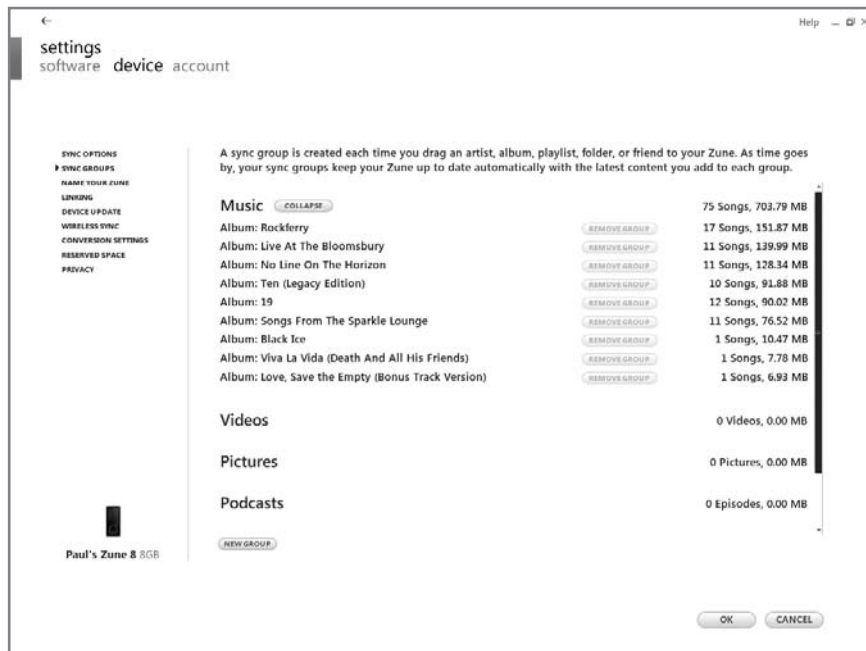 Help
settings
software device account
SYNC OPTIONS
SYNC GROUPS
NAME YOUR ZUNE
LINKING
DEVICE UPDATE
WIRELESS SYNC
CONVERSION SETTINGS
RESERVED SPACE
PRIVACY
A sync group is created each time you drag an artist, album, playlist, folder, or friend to your Zune. As time goes
by, your sync groups keep your Zune up to date automatically with the latest content you add to each group.
Music COLLAPSE 75 Songs, 703.79 MB
Album: Rockferry REMOVE GROUP 17 Songs, 151.87 MB
Album: Live At The Bloomsbury REMOVE GROUP 11 Songs, 139.99 MB
Album: No Line On The Horizon REMOVE GROUP 11 Songs, 128.34 MB
Album: Ten (Legacy Edition) REMOVE GROUP 10 Songs, 91.88 MB
Album: 19 REMOVE GROUP 12 Songs, 90.02 MB
Album: Songs From The Sparkle Lounge REMOVE GROUP 11 Songs, 76.52 MB
Album: Black Ice REMOVE GROUP 1 Songs, 10.47 MB
Album: Viva La Vida (Death And All His Friends) REMOVE GROUP 1 Songs, 7.78 MB
Album: Love, Save the Empty (Bonus Track Version) REMOVE GROUP 1 Songs, 6.93 MB
Videos 0 Videos, 0.00 MB
Pictures 0 Pictures, 0.00 MB
Podcasts 0 Episodes, 0.00 MB
NEW GROUP
Paul's Zune 8 8GB
OK CANCEL